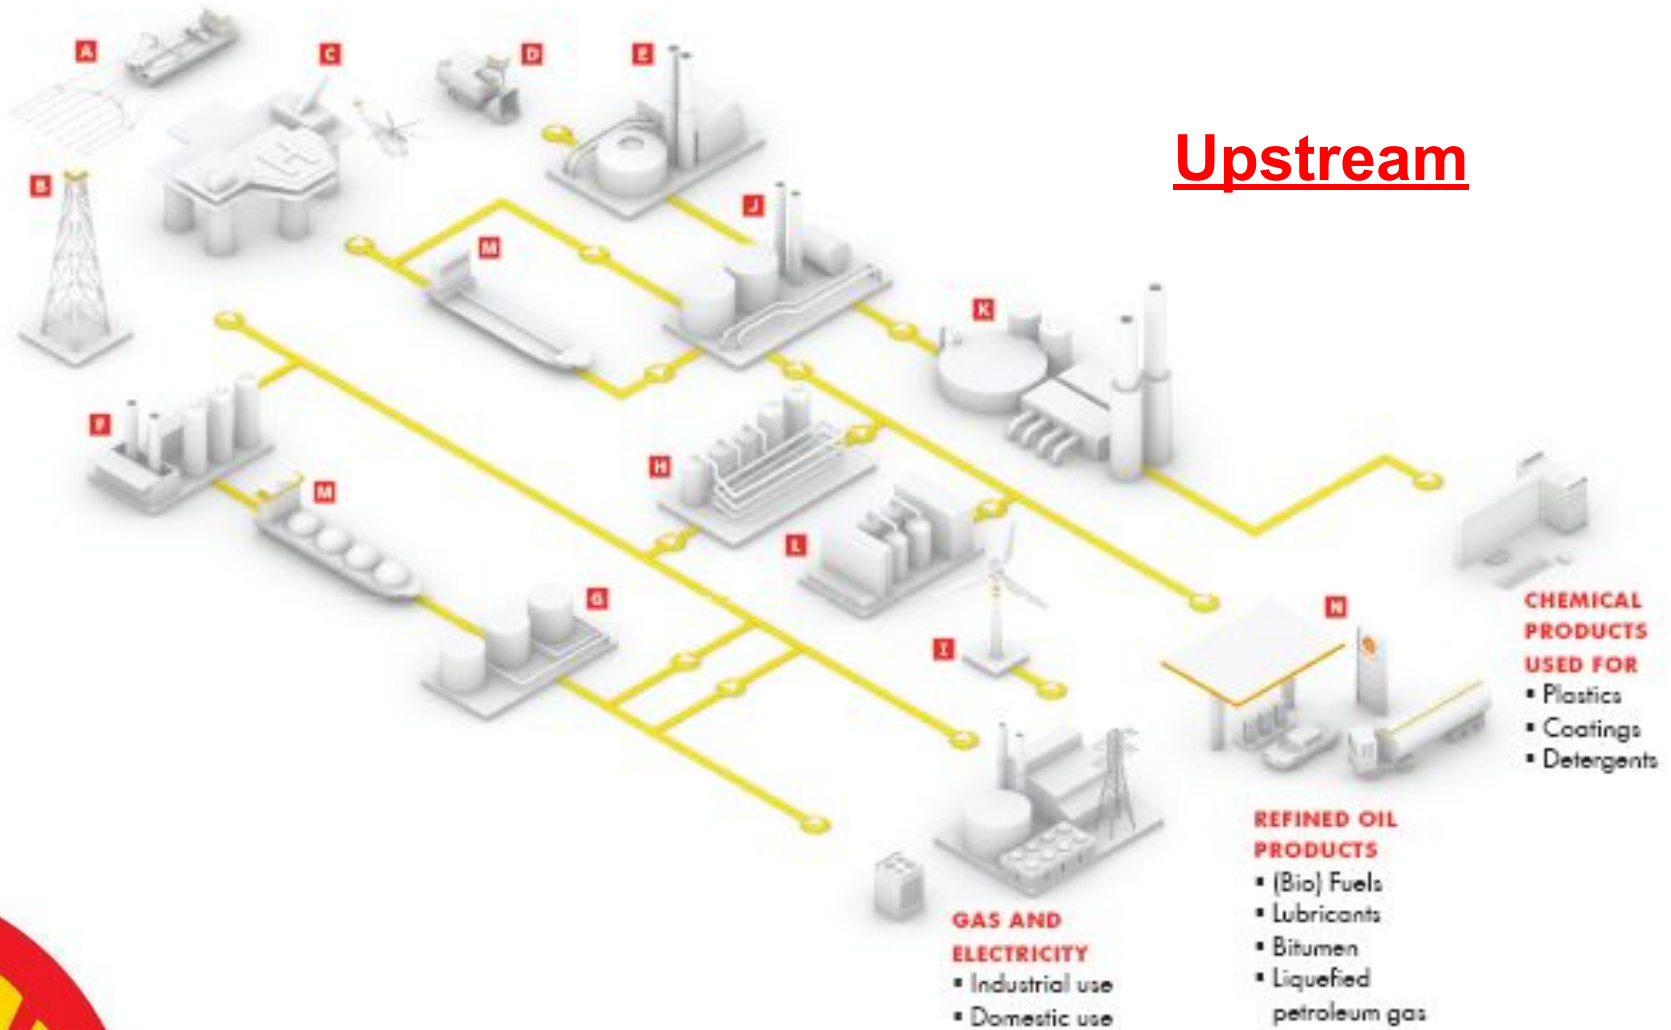 A
C
D
E
Upstream
B
J
M
K
F
H
M
L
G
N
I
CHEMICAL
PRODUCTS
USED FOR
▪ Plastics
▪ Coatings
▪ Detergents
REFINED OIL
PRODUCTS
▪ (Bio) Fuels
▪ Lubricants
▪ Bitumen
▪ Liquefied
petroleum gas
GAS AND
ELECTRICITY
▪ Industrial use
▪ Domestic use